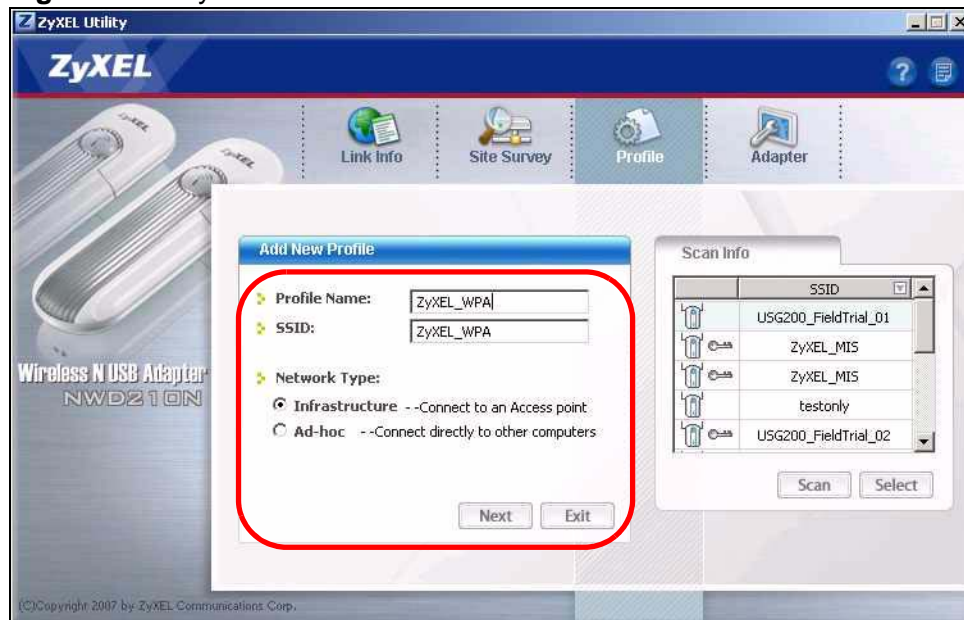 ZyXEL Utility
ZyXEL
Link Info
Site Survey
Profile
Adapter
ZyXEL
ZyXEL
Wireless N USB Adapter
NWD210N
Add New Profile
Profile Name: ZyXEL_WPA
SSID: ZyXEL_WPA
Network Type:
Infrastructure --Connect to an Access point
Ad-hoc --Connect directly to other computers
Next Exit
Scan Info
SSID
USG200_FieldTrial_01
ZyXEL_MIS
ZyXEL_MIS
testonly
USG200_FieldTrial_02
Scan Select
(C)Copyright 2007 by ZyXEL Communications Corp.